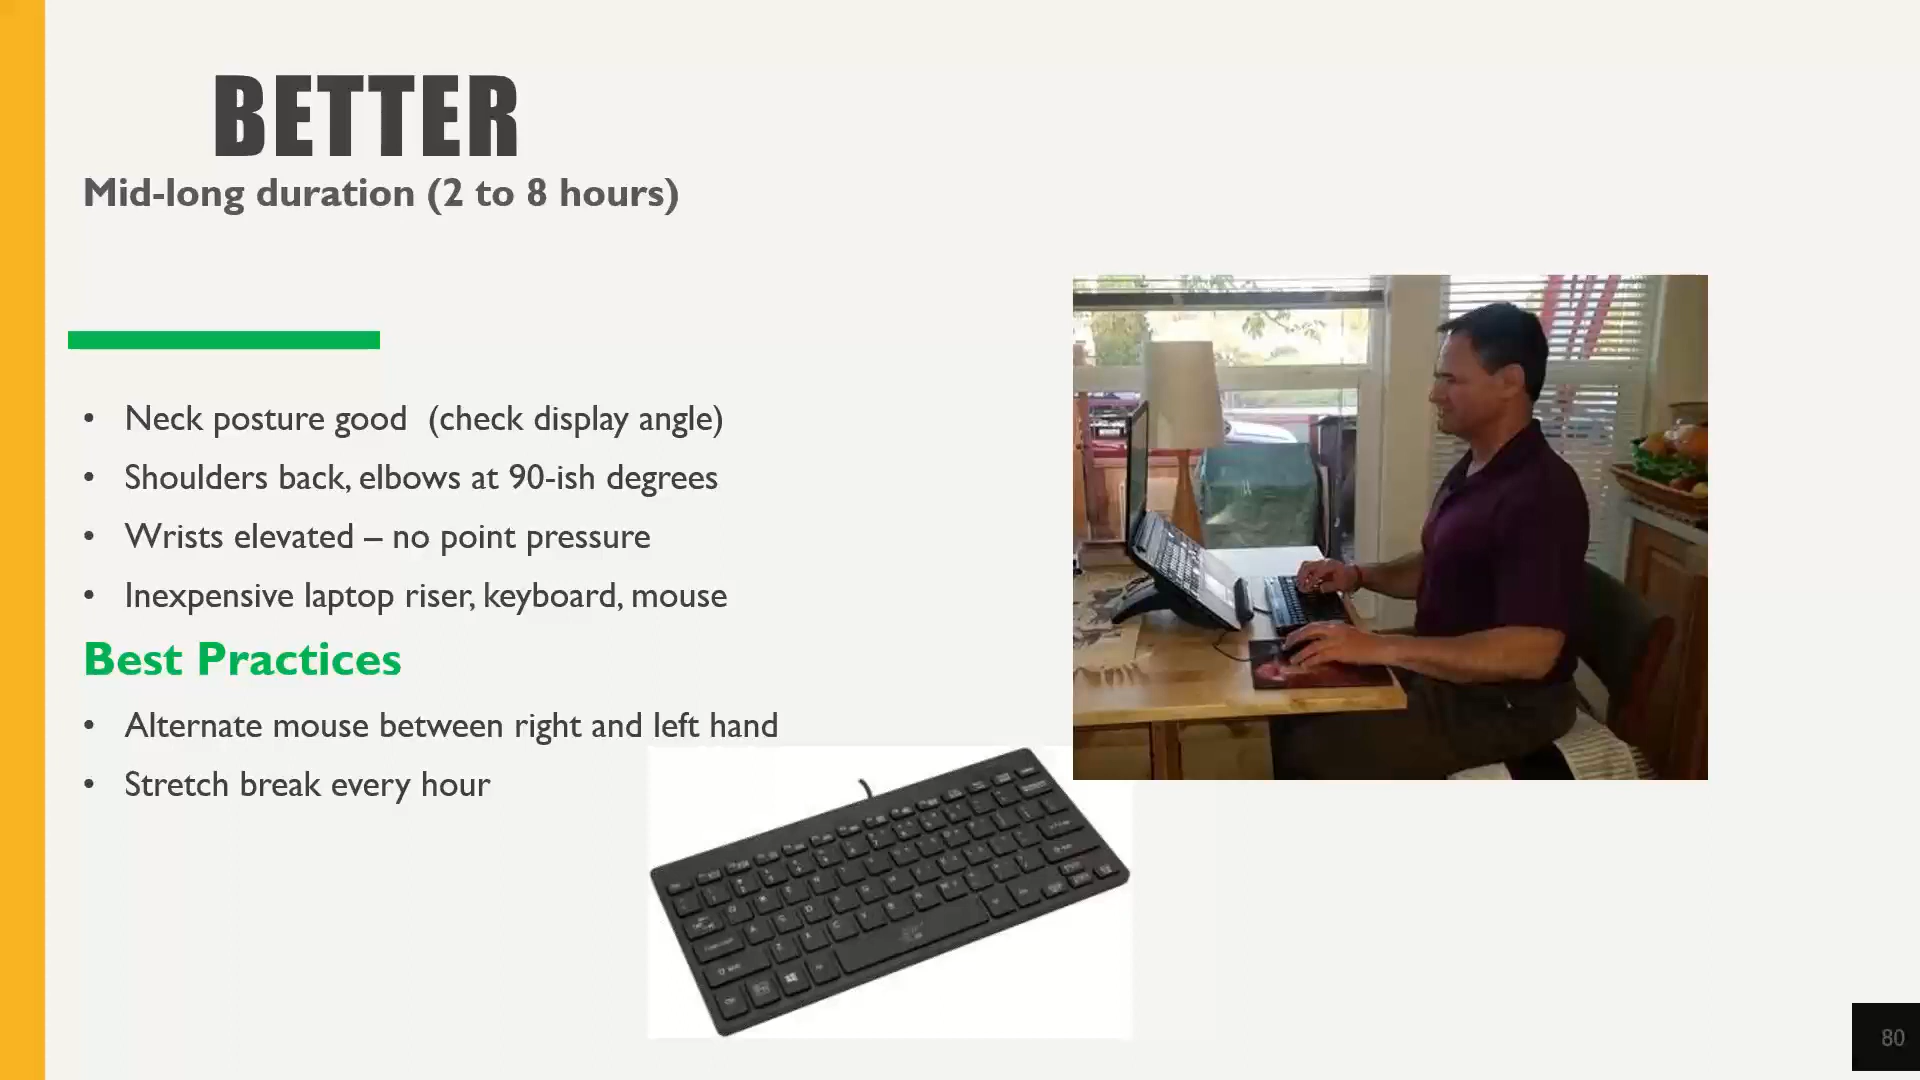 BETTER
Mid-long duration (2 to 8 hours)
• Neck posture good (check display angle)
• Shoulders back, elbows at 90-ish degrees
• Wrists elevated – no point pressure
• Inexpensive laptop riser, keyboard, mouse
Best Practices
• Alternate mouse between right and left hand
• Stretch break every hour
80